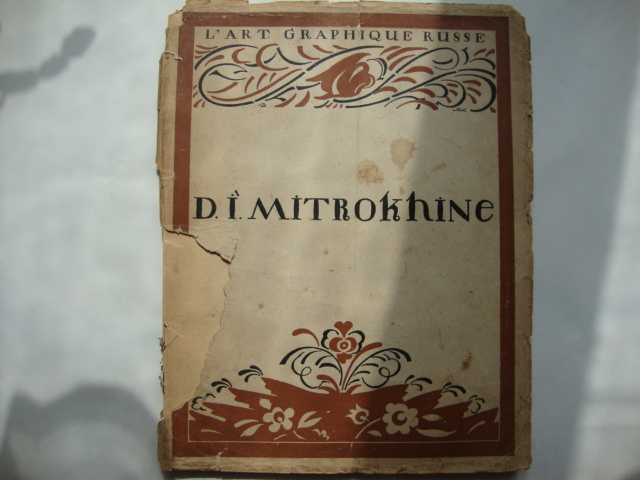 L'ART GRAPHIQUE RUSSE
D. I. MITROKHINE